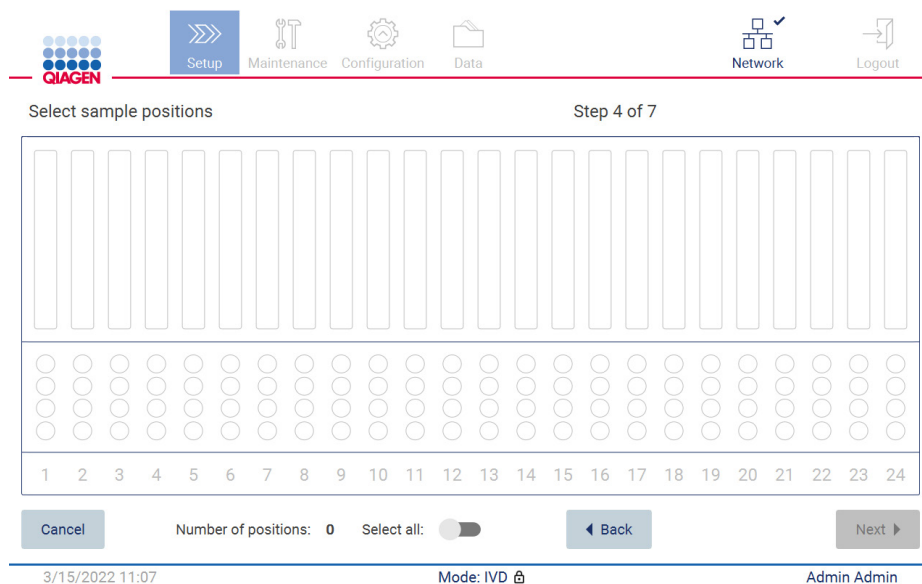 QIAGEN
Setup Maintenance Configuration Data Network Logout
Select sample positions Step 4 of 7
1 2 3 4 5 6 7 8 9 10 11 12 13 14 15 16 17 18 19 20 21 22 23 24
Cancel Number of positions: 0 Select all: Back Next
3/15/2022 11:07 Mode: IVD Admin Admin